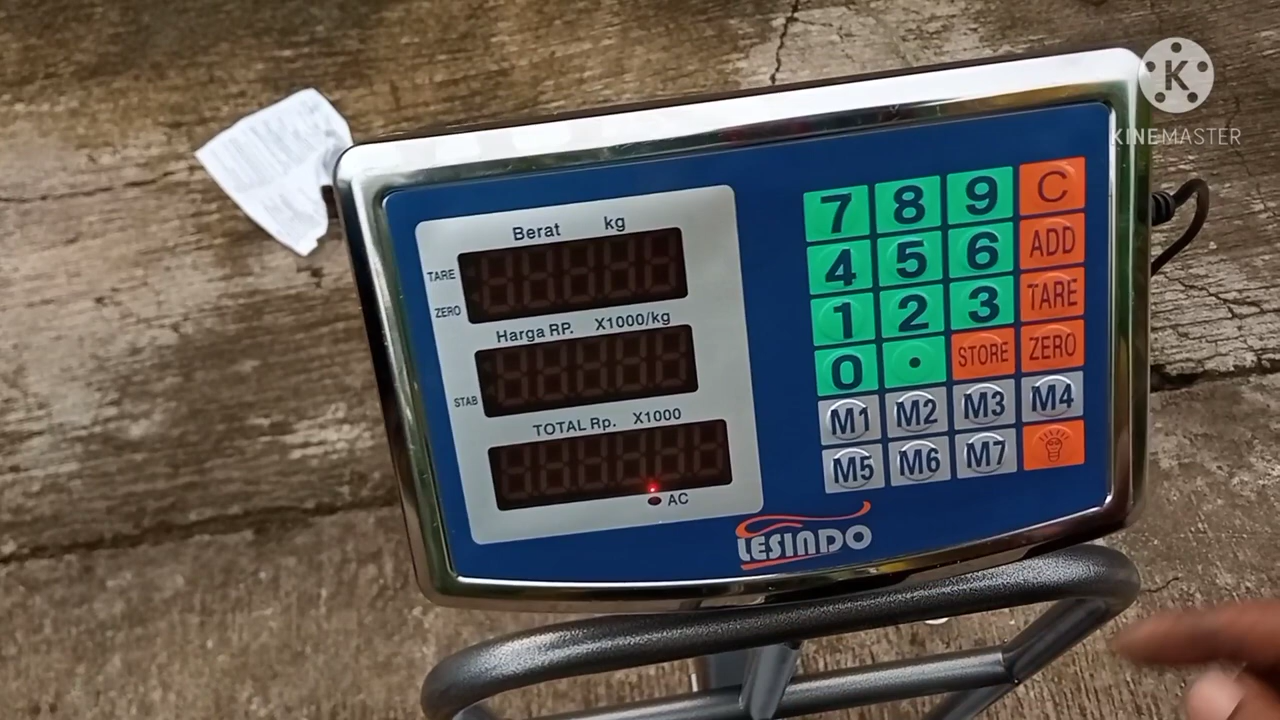 KINEMASTER
Berat kg
TARE
ZERO
Harga RP. X1000/kg
STAB
TOTAL Rp. X1000
AC
7 8 9 C
4 5 6 ADD
1 2 3 TARE
0 . STORE ZERO
M1 M2 M3 M4
M5 M6 M7
LESINDO